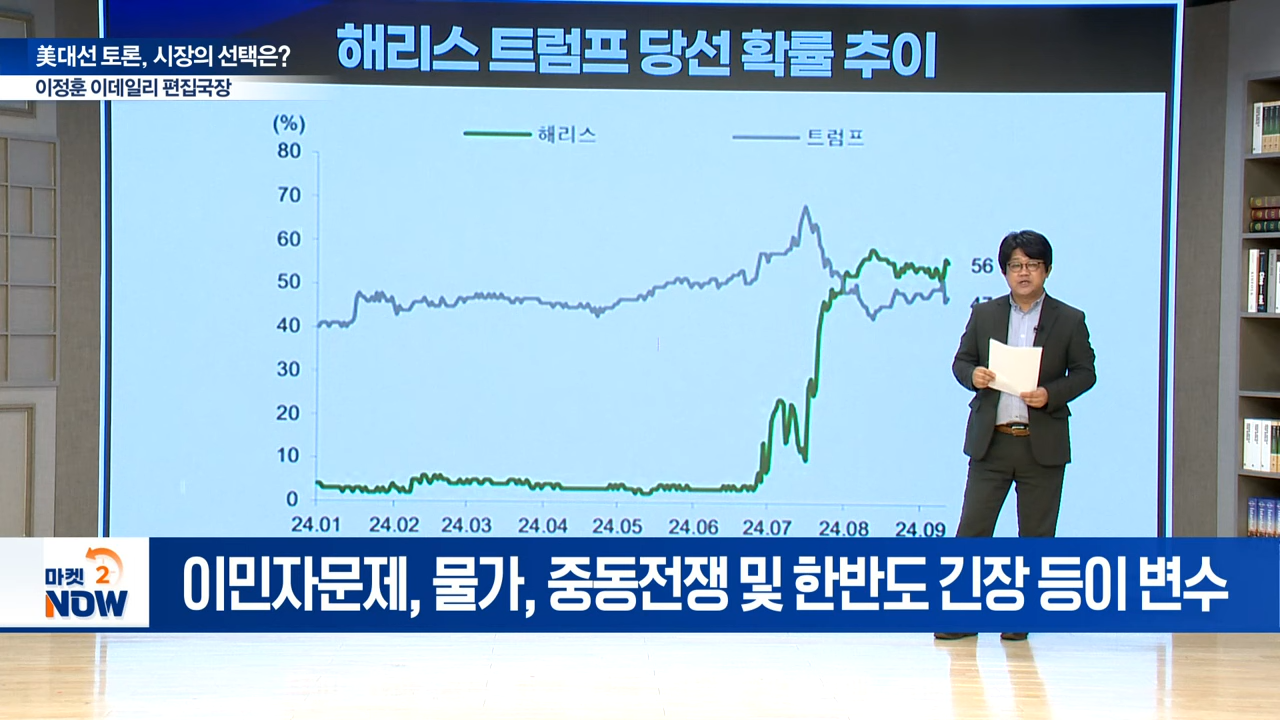 美대선 토론, 시장의 선택은?
이정훈 이데일리 편집국장
해리스 트럼프 당선 확률 추이
(%)
해리스
트럼프
80
70
60
50
40
30
20
10
0
56
47
24.01 24.02 24.03 24.04 24.05 24.06 24.07 24.08 24.09
마켓 2
NOW
이민자문제, 물가, 중동전쟁 및 한반도 긴장 등이 변수